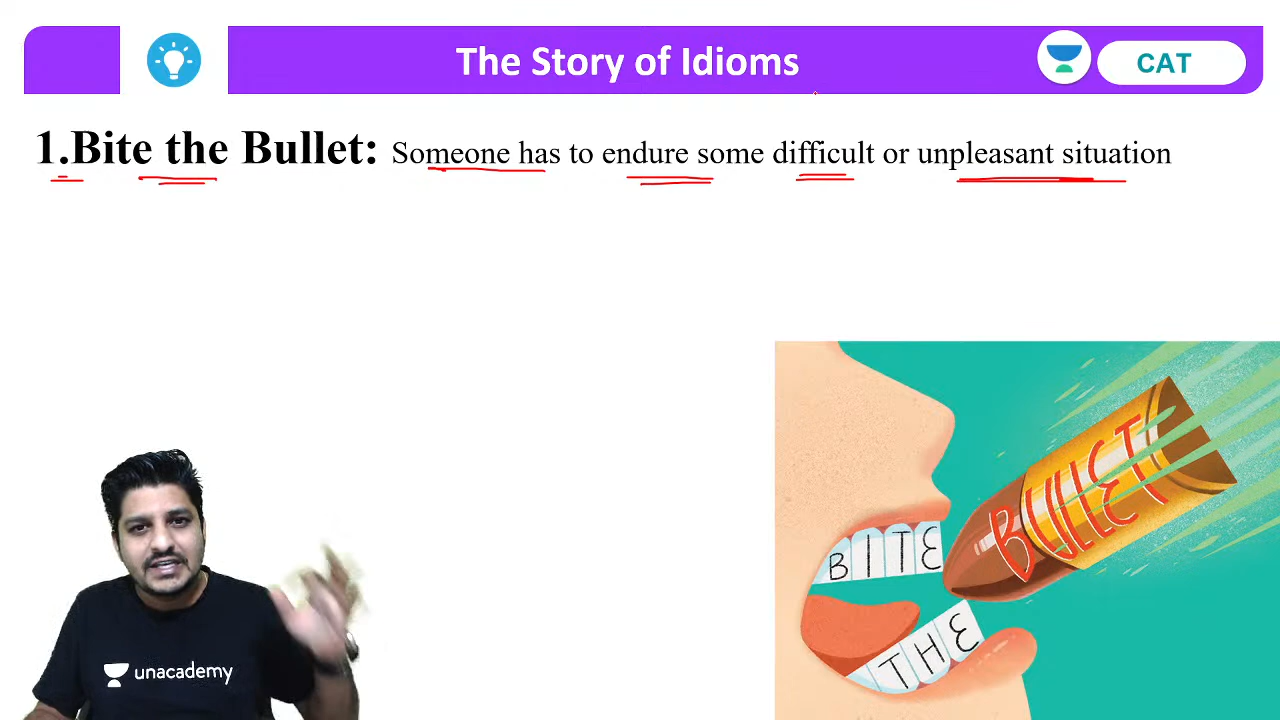 The Story of Idioms
CAT
1.Bite the Bullet: Someone has to endure some difficult or unpleasant situation
BITE
THE
BULLET
unacademy